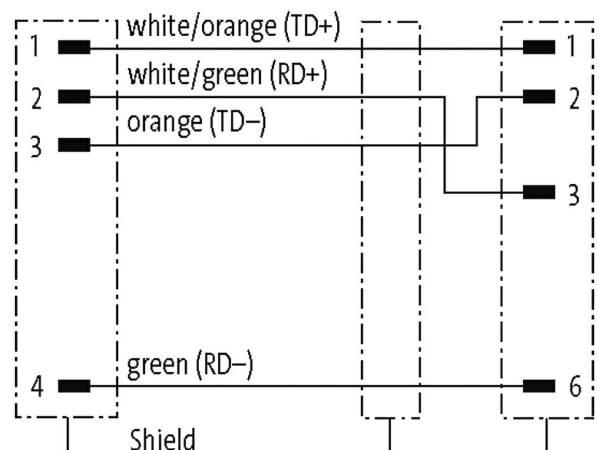 white/orange (TD+)
1 1
white/green (RD+)
2 2
orange (TD–)
3
3
green (RD–)
4 6
Shield